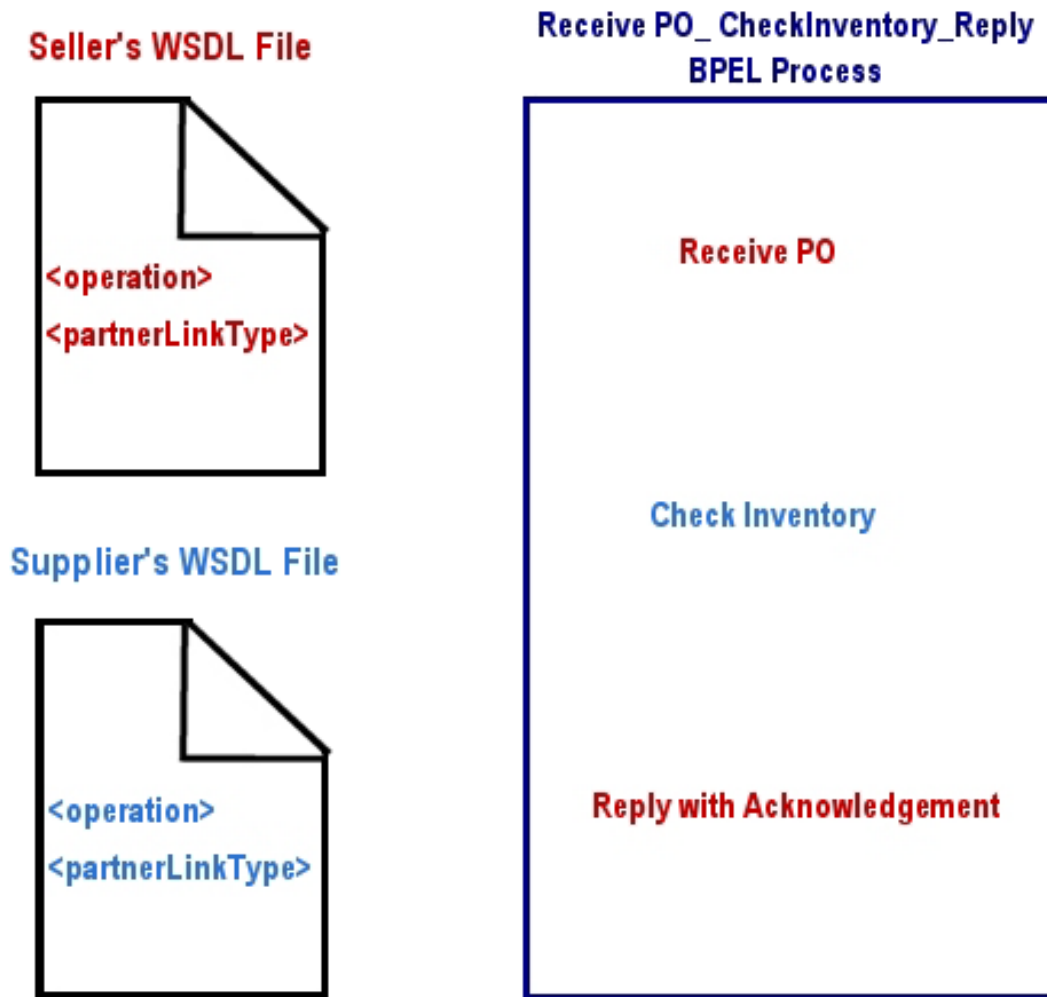 Seller's WSDL File
<operation>
<partnerLinkType>
Supplier's WSDL File
<operation>
<partnerLinkType>
Receive PO_ CheckInventory_Reply
BPEL Process
Receive PO
Check Inventory
Reply with Acknowledgement